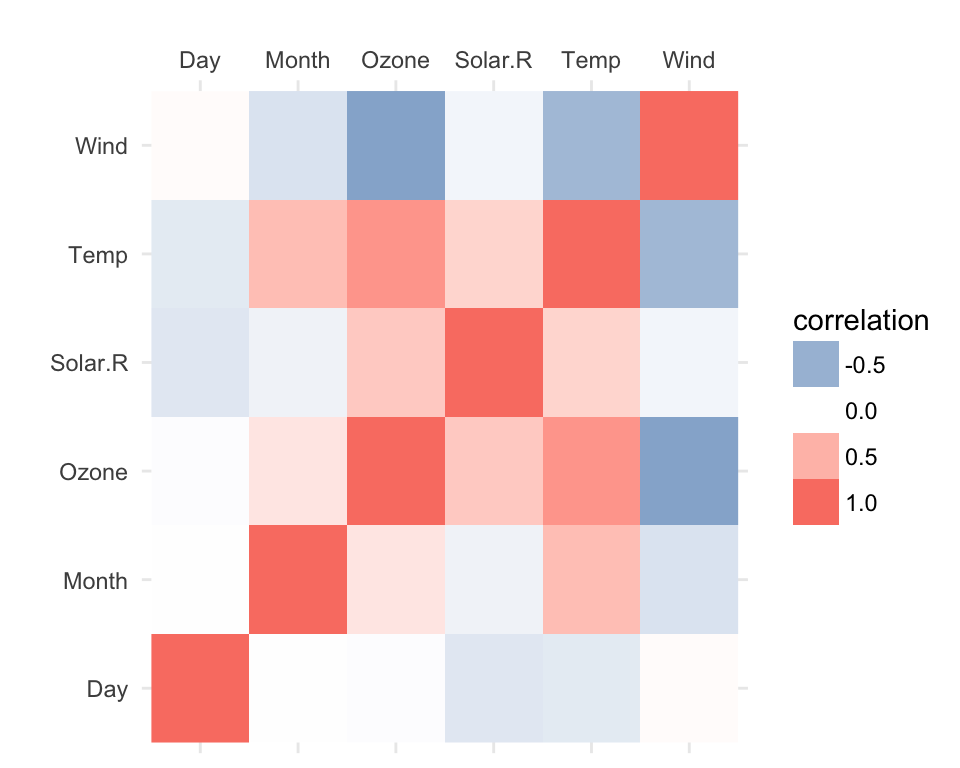 Day Month Ozone Solar.R Temp Wind
Wind
Temp
Solar.R
Ozone
Month
Day
correlation
-0.5
0.0
0.5
1.0